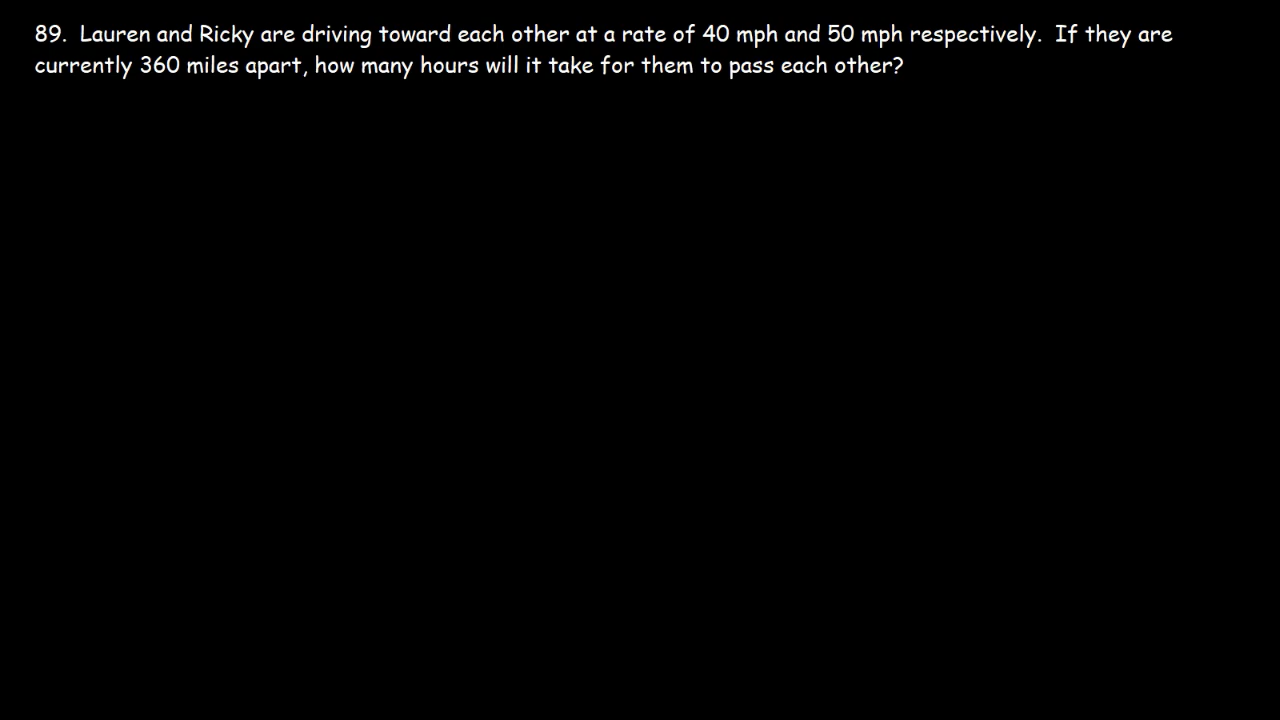 89.  Lauren and Ricky are driving toward each other at a rate of 40 mph and 50 mph respectively.  If they are
currently 360 miles apart, how many hours will it take for them to pass each other?